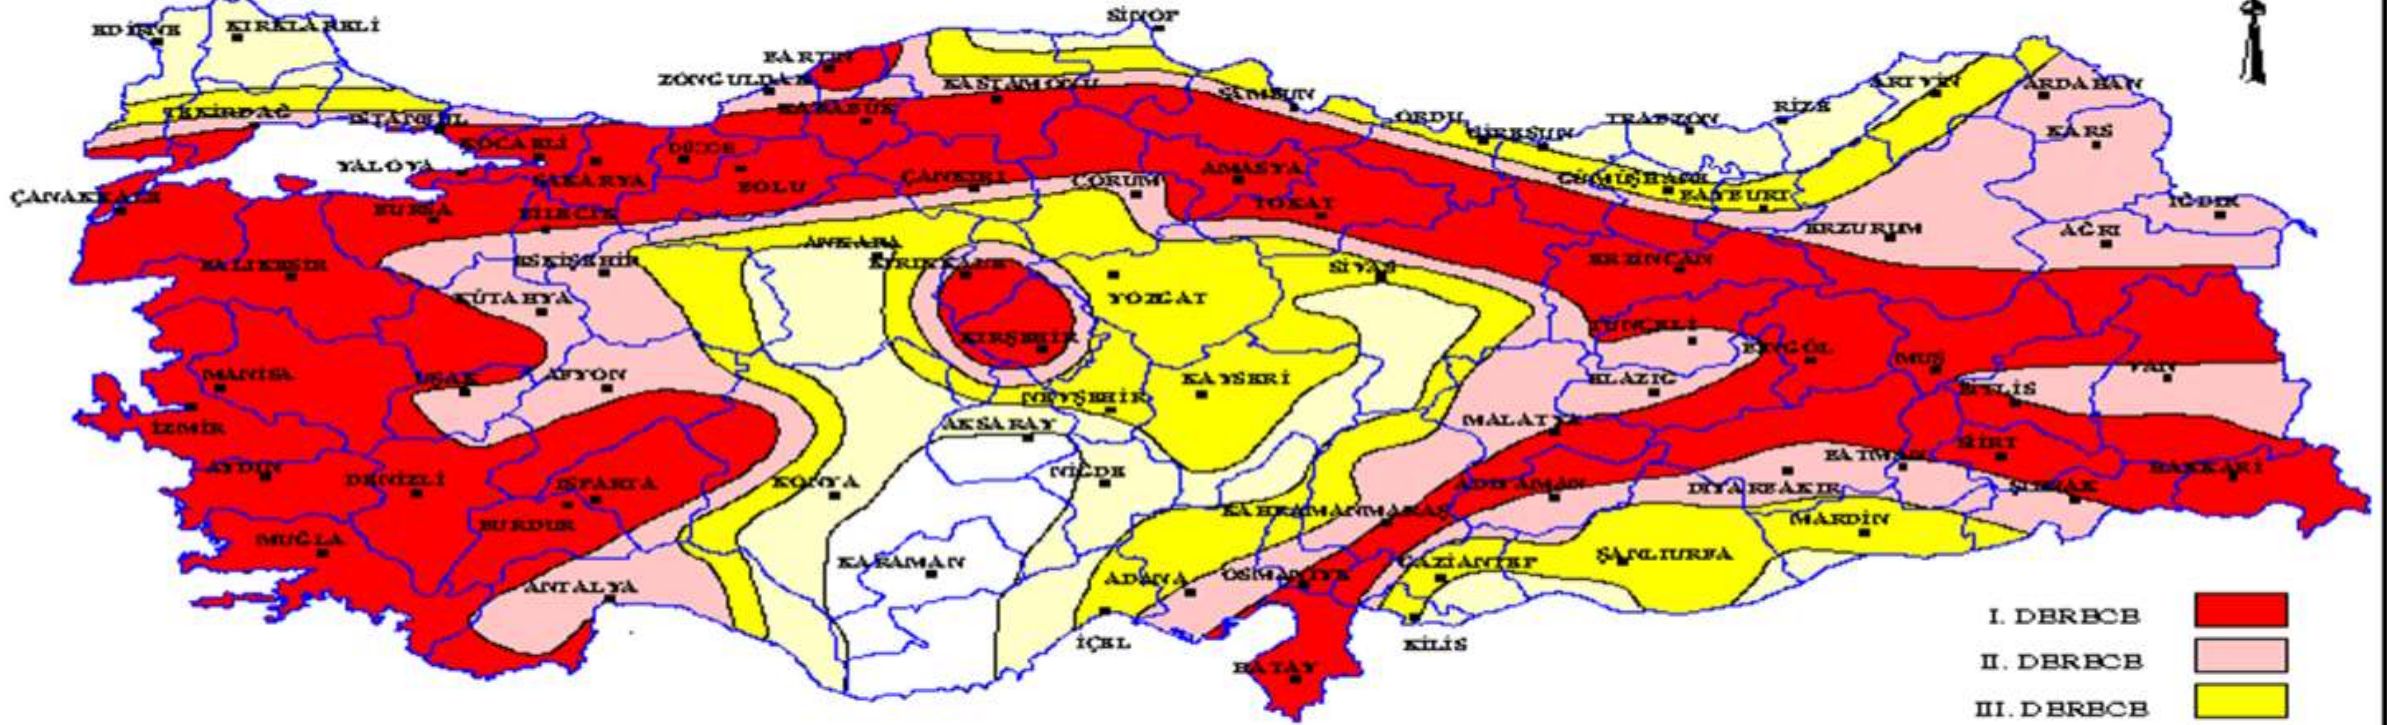 SİNOP
EDİRNE
KIRKLARELİ
BARTIN
ZONGULDAK
KASTAMONU
SAMSUN
ARTVİN
ARDAHAN
TEKİRDAĞ
İSTANBUL
KARABÜK
ORDU
GİRESUN
TRABZON
RİZE
KARS
KOCAELİ
YALOVA
DÜZCE
SAKARYA
BOLU
ÇANKIRI
ÇORUM
AMASYA
GÜMÜŞHANE
BAYBURT
IĞDIR
ÇANAKKALE
BURSA
BİLECİK
TOKAT
ERZURUM
AĞRI
ANKARA
BALIKESİR
ESKİŞEHİR
KIRIKKALE
SİVAS
ERZİNCAN
KÜTAHYA
YOZGAT
KIRŞEHİR
TUNCELİ
BİNGÖL
MUŞ
VAN
MANİSA
UŞAK
AFYON
KAYSERİ
ELAZIĞ
BİTLİS
NEVŞEHİR
İZMİR
AKSARAY
MALATYA
SİİRT
AYDIN
DENİZLİ
ISPARTA
KONYA
NİĞDE
BATMAN
HAKKARİ
ADIYAMAN
DİYARBAKIR
ŞIRNAK
BURDUR
KAHRAMANMARAŞ
MARDİN
MUĞLA
KARAMAN
ADANA
OSMANİYE
GAZİANTEP
ŞANLIURFA
ANTALYA
İÇEL
KİLİS
HATAY
I. DERECE
II. DERECE
III. DERECE